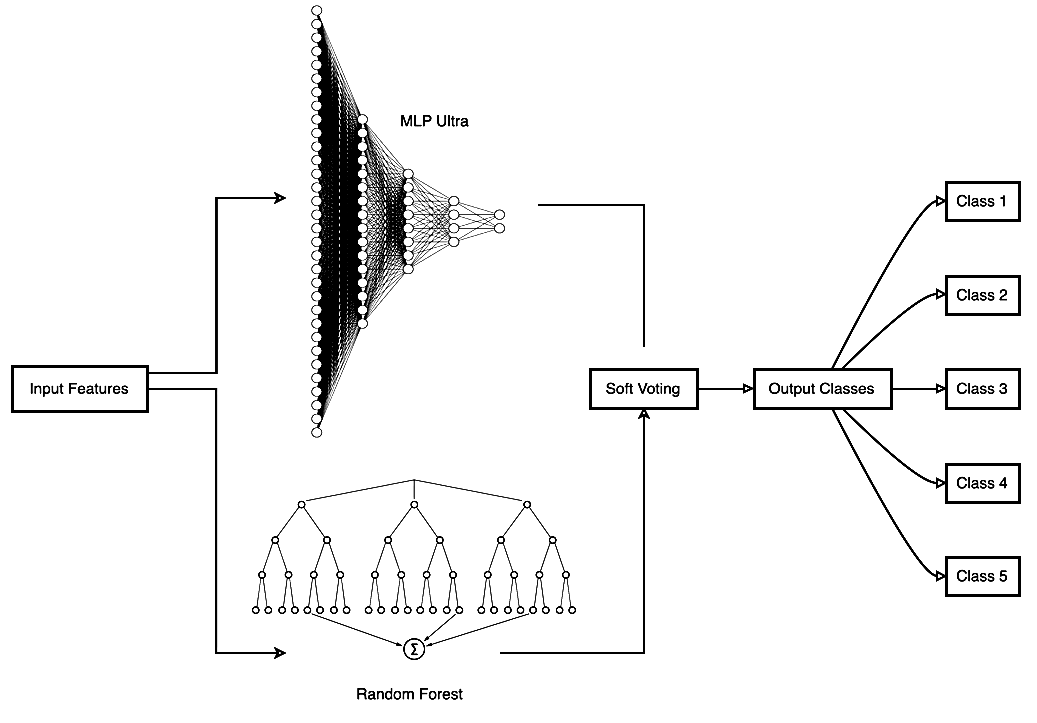 MLP Ultra
Input Features
Soft Voting
Output Classes
Class 1
Class 2
Class 3
Class 4
Class 5
Σ
Random Forest